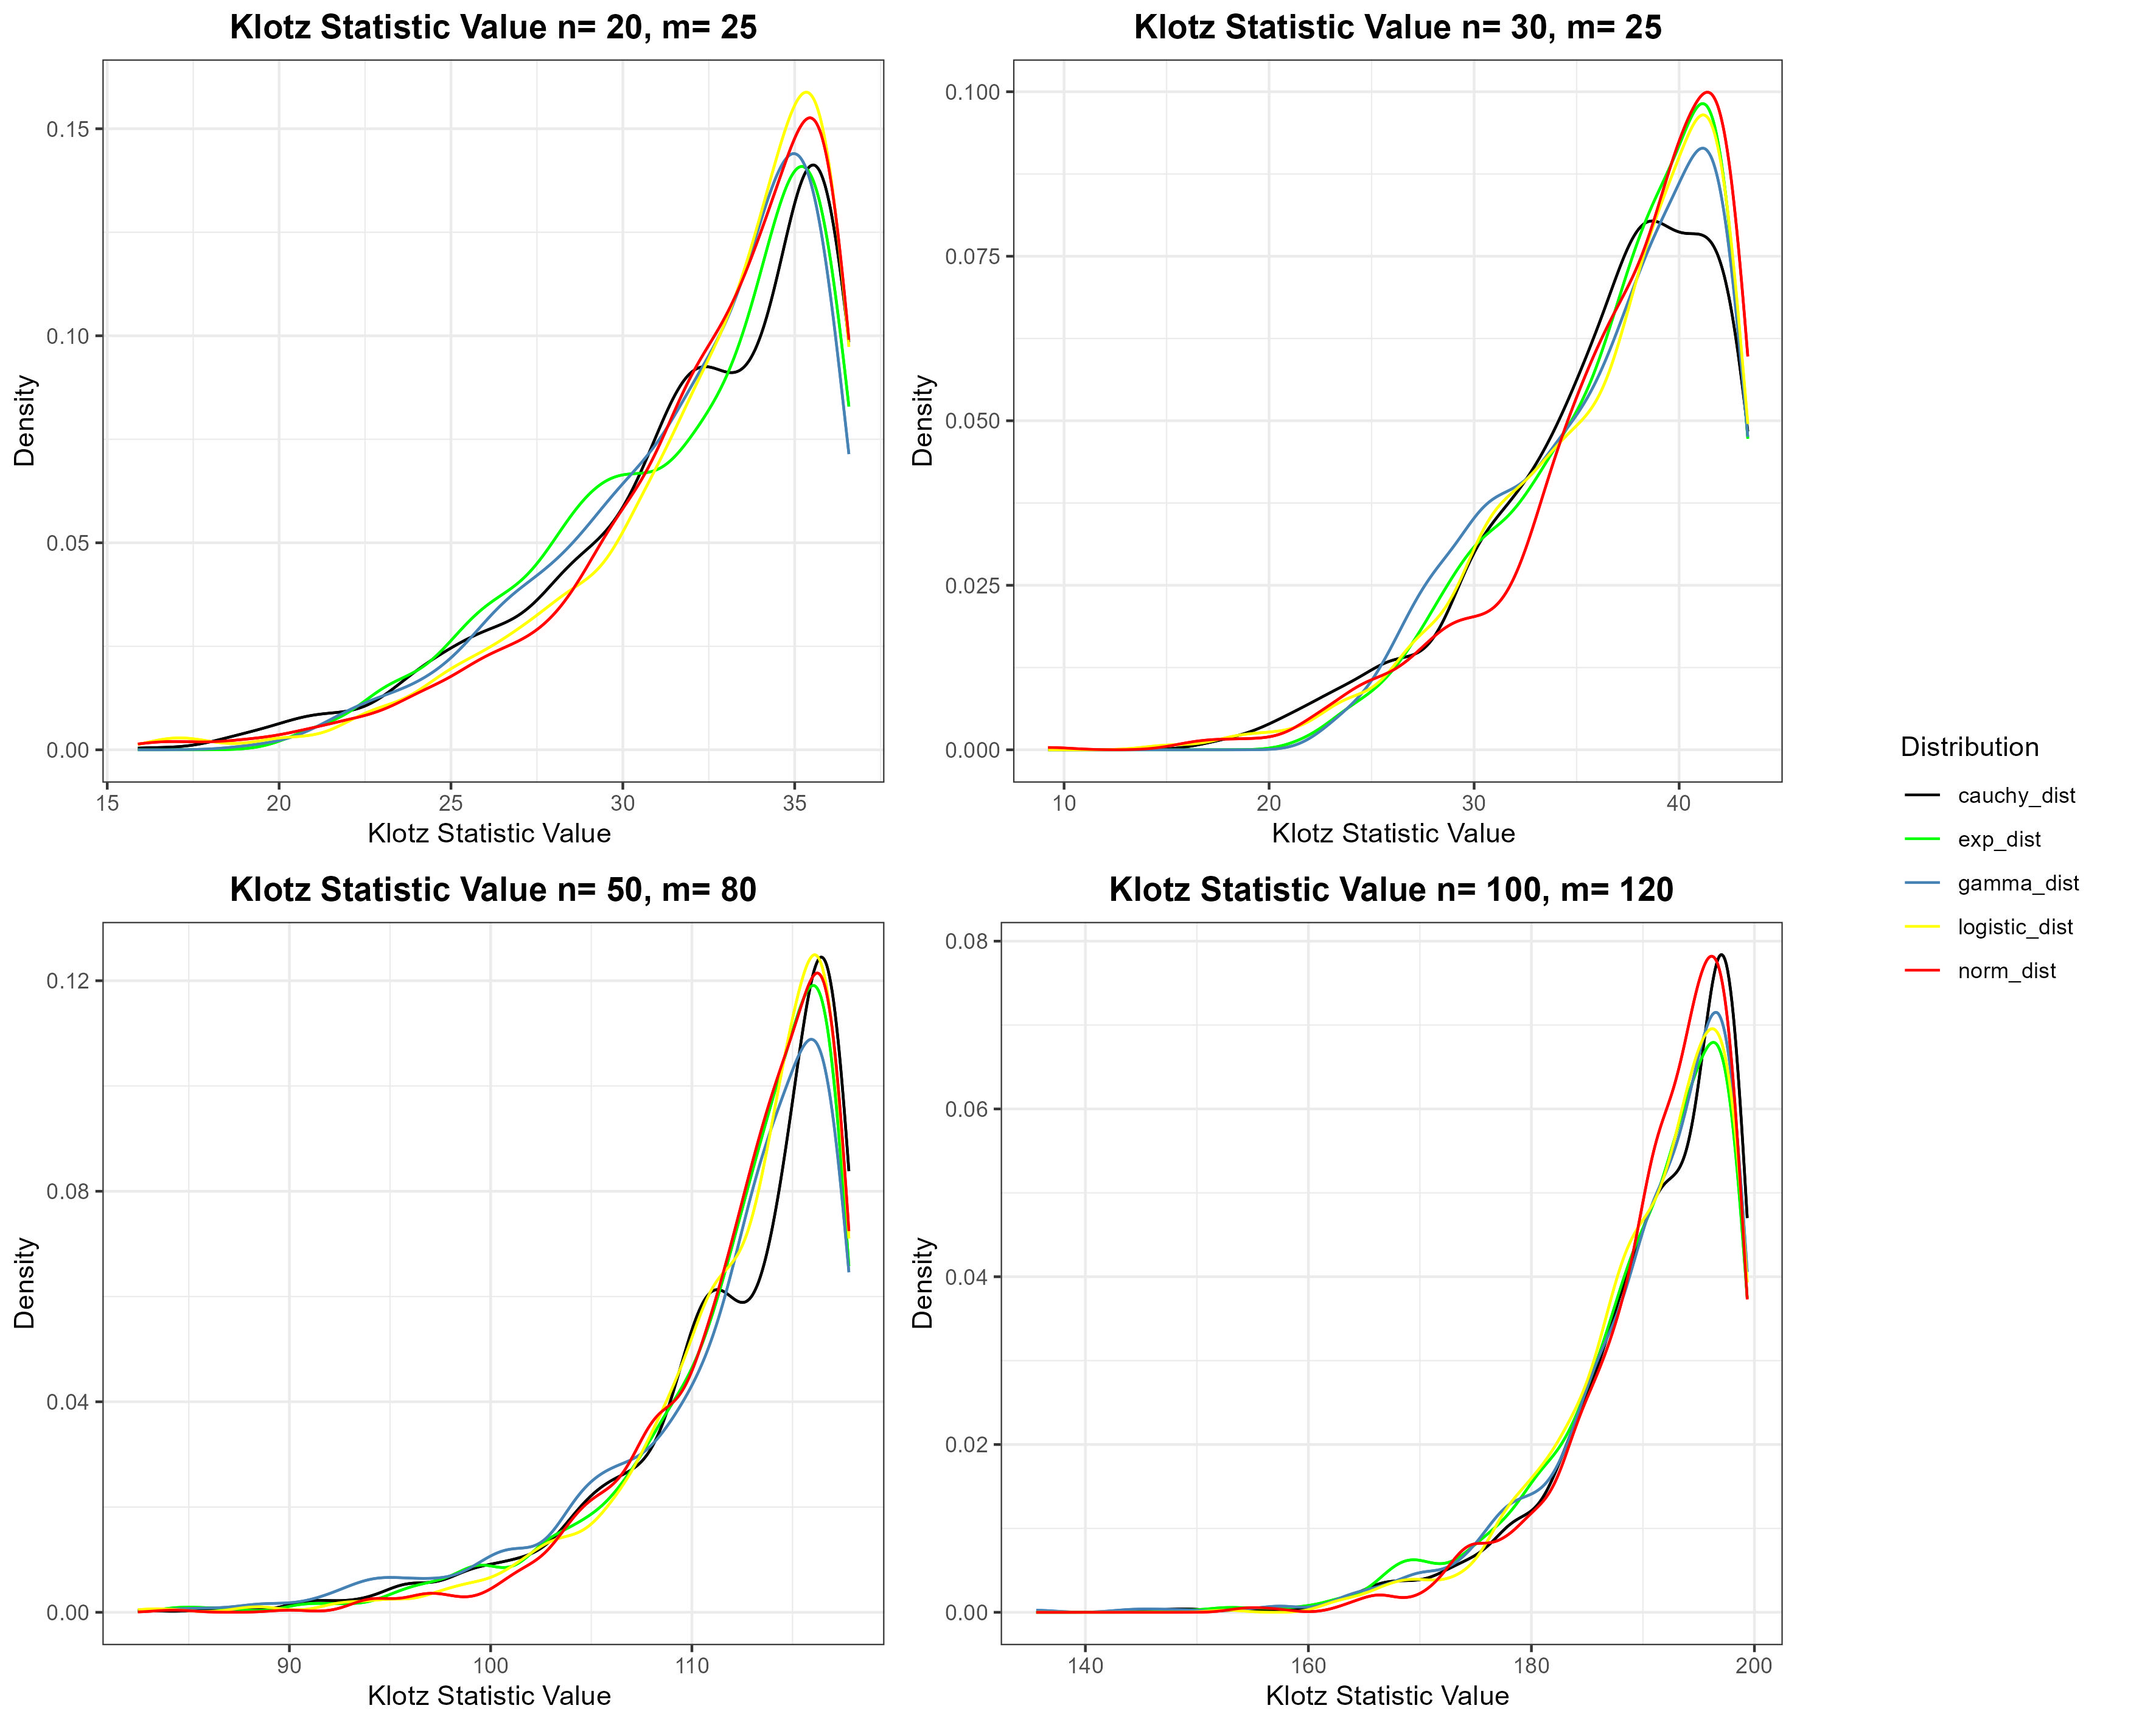 Klotz Statistic Value n= 20, m= 25
Density
0.15
0.10
0.05
0.00
15 20 25 30 35
Klotz Statistic Value
Klotz Statistic Value n= 30, m= 25
Density
0.100
0.075
0.050
0.025
0.000
10 20 30 40
Klotz Statistic Value
Klotz Statistic Value n= 50, m= 80
Density
0.12
0.08
0.04
0.00
90 100 110
Klotz Statistic Value
Klotz Statistic Value n= 100, m= 120
Density
0.08
0.06
0.04
0.02
0.00
140 160 180 200
Klotz Statistic Value
Distribution
cauchy_dist
exp_dist
gamma_dist
logistic_dist
norm_dist